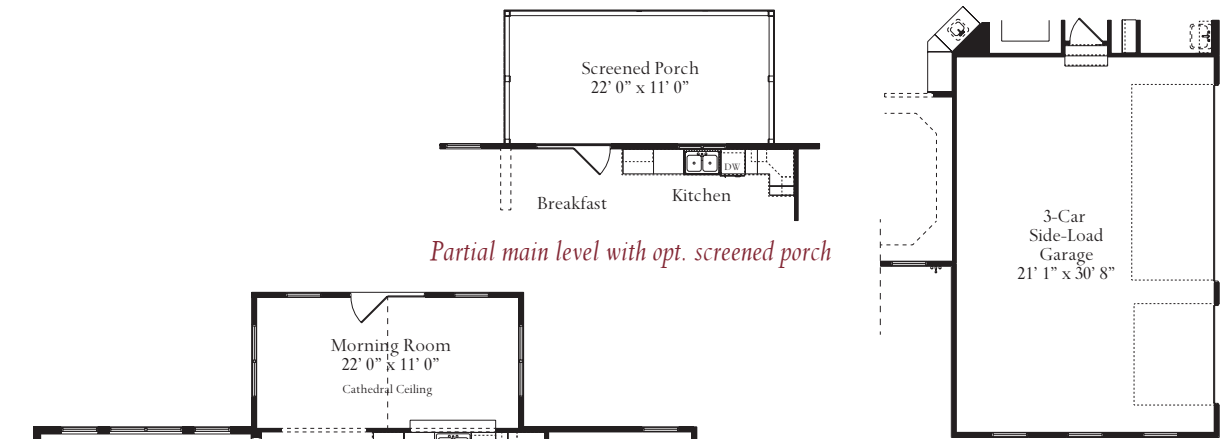 Screened Porch
22' 0" x 11' 0"
DW
Kitchen
Breakfast
Partial main level with opt. screened porch
3-Car
Side-Load
Garage
21' 1" x 30' 8"
Morning Room
22' 0" x 11' 0"
Cathedral Ceiling